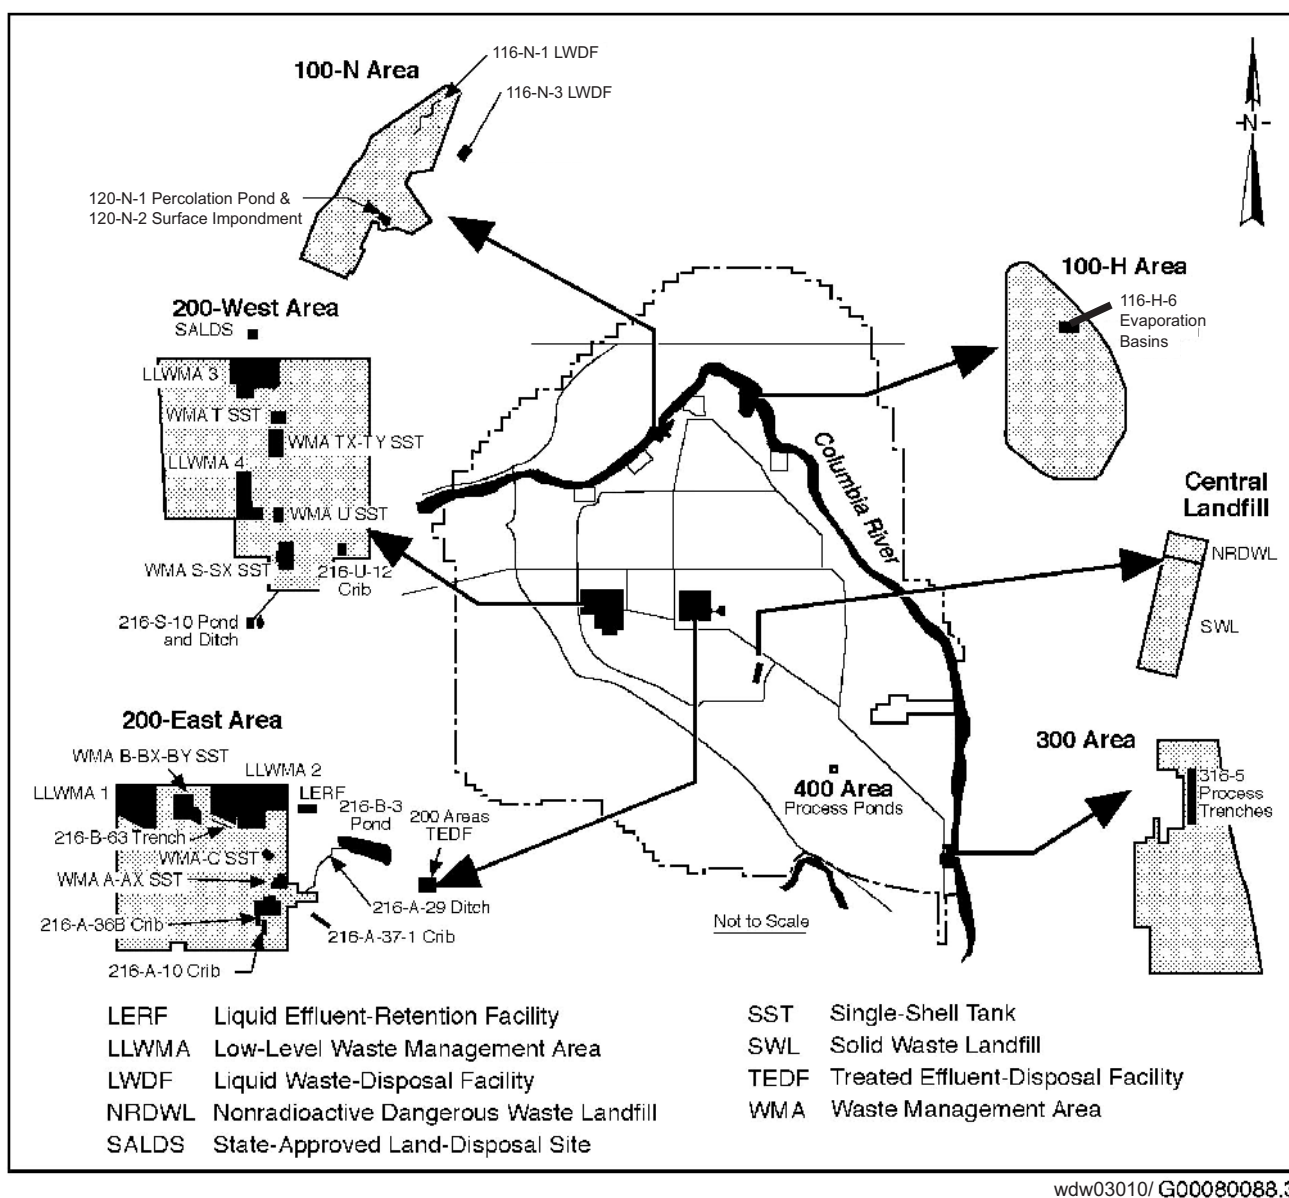 100-N Area
116-N-1 LWDF
116-N-3 LWDF
120-N-1 Percolation Pond &
120-N-2 Surface Impondment
N
100-H Area
116-H-6
Evaporation
Basins
200-West Area
SALDS
LLWMA 3
WMA T SST
WMA TX-TY SST
LLWMA 4
WMA U SST
WMA S-SX SST
216-U-12
Crib
216-S-10 Pond
and Ditch
Columbia River
Central
Landfill
NRDWL
SWL
200-East Area
WMA B-BX-BY SST
LLWMA 2
LLWMA 1
LERF
216-B-3
Pond
200 Areas
TEDF
216-B-63 Trench
WMA-C SST
WMA A-AX SST
216-A-29 Ditch
216-A-36B Crib
216-A-37-1 Crib
216-A-10 Crib
400 Area
Process Ponds
Not to Scale
300 Area
316-5
Process
Trenches
LERF Liquid Effluent-Retention Facility
LLWMA Low-Level Waste Management Area
LWDF Liquid Waste-Disposal Facility
NRDWL Nonradioactive Dangerous Waste Landfill
SALDS State-Approved Land-Disposal Site
SST Single-Shell Tank
SWL Solid Waste Landfill
TEDF Treated Effluent-Disposal Facility
WMA Waste Management Area
wdw03010/ G00080088.3